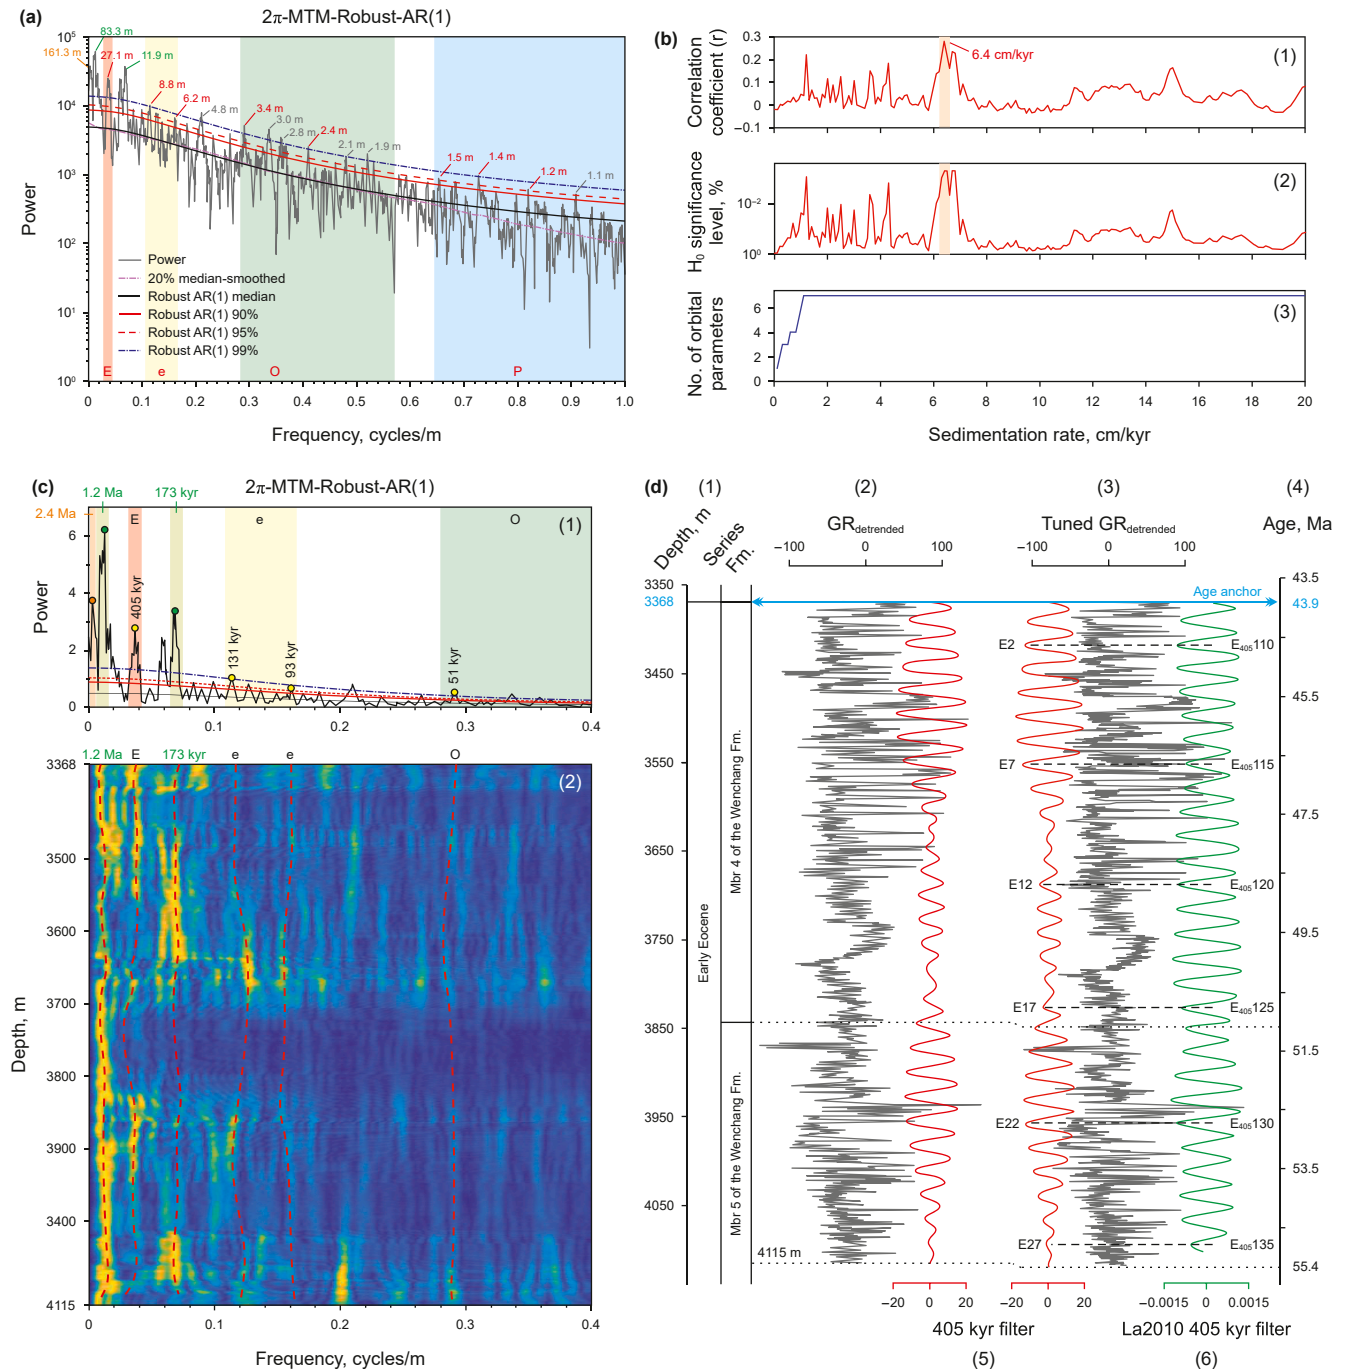 (a)
2π-MTM-Robust-AR(1)
10⁵
10⁴
10³
10²
10¹
10⁰
Power
161.3 m
83.3 m
27.1 m
11.9 m
8.8 m
6.2 m
4.8 m
3.4 m
3.0 m
2.8 m
2.4 m
2.1 m
1.9 m
1.5 m
1.4 m
1.2 m
1.1 m
Power
20% median-smoothed
Robust AR(1) median
Robust AR(1) 90%
Robust AR(1) 95%
Robust AR(1) 99%
E
e
O
P
0 0.1 0.2 0.3 0.4 0.5 0.6 0.7 0.8 0.9 1.0
Frequency, cycles/m
(b)
Correlation
coefficient (r)
0.3
0.2
0.1
0
−0.1
6.4 cm/kyr
(1)
H₀ significance
level, %
10⁻²
10⁰
(2)
No. of orbital
parameters
6
4
2
0
(3)
0 2 4 6 8 10 12 14 16 18 20
Sedimentation rate, cm/kyr
(c)
2π-MTM-Robust-AR(1)
1.2 Ma
173 kyr
2.4 Ma
E
e
O
(1)
6
4
2
0
Power
405 kyr
131 kyr
93 kyr
51 kyr
0 0.1 0.2 0.3 0.4
1.2 Ma E 173 kyr e e O
(2)
3368
3500
3600
3700
3800
3900
3400
4115
Depth, m
0 0.1 0.2 0.3 0.4
Frequency, cycles/m
(d)
(1)
(2)
(3)
(4)
Depth, m
Series
Fm.
GRdetrended
−100 0 100
Tuned GRdetrended
−100 0 100
Age, Ma
3350
3368
3450
3550
3650
3750
3850
3950
4050
Early Eocene
Mbr 4 of the Wenchang Fm.
Mbr 5 of the Wenchang Fm.
4115 m
Age anchor
E2
E7
E12
E17
E22
E27
E₄₀₅110
E₄₀₅115
E₄₀₅120
E₄₀₅125
E₄₀₅130
E₄₀₅135
43.5
43.9
45.5
47.5
49.5
51.5
53.5
55.4
−20 0 20
−20 0 20
−0.0015 0 0.0015
405 kyr filter
La2010 405 kyr filter
(5)
(6)